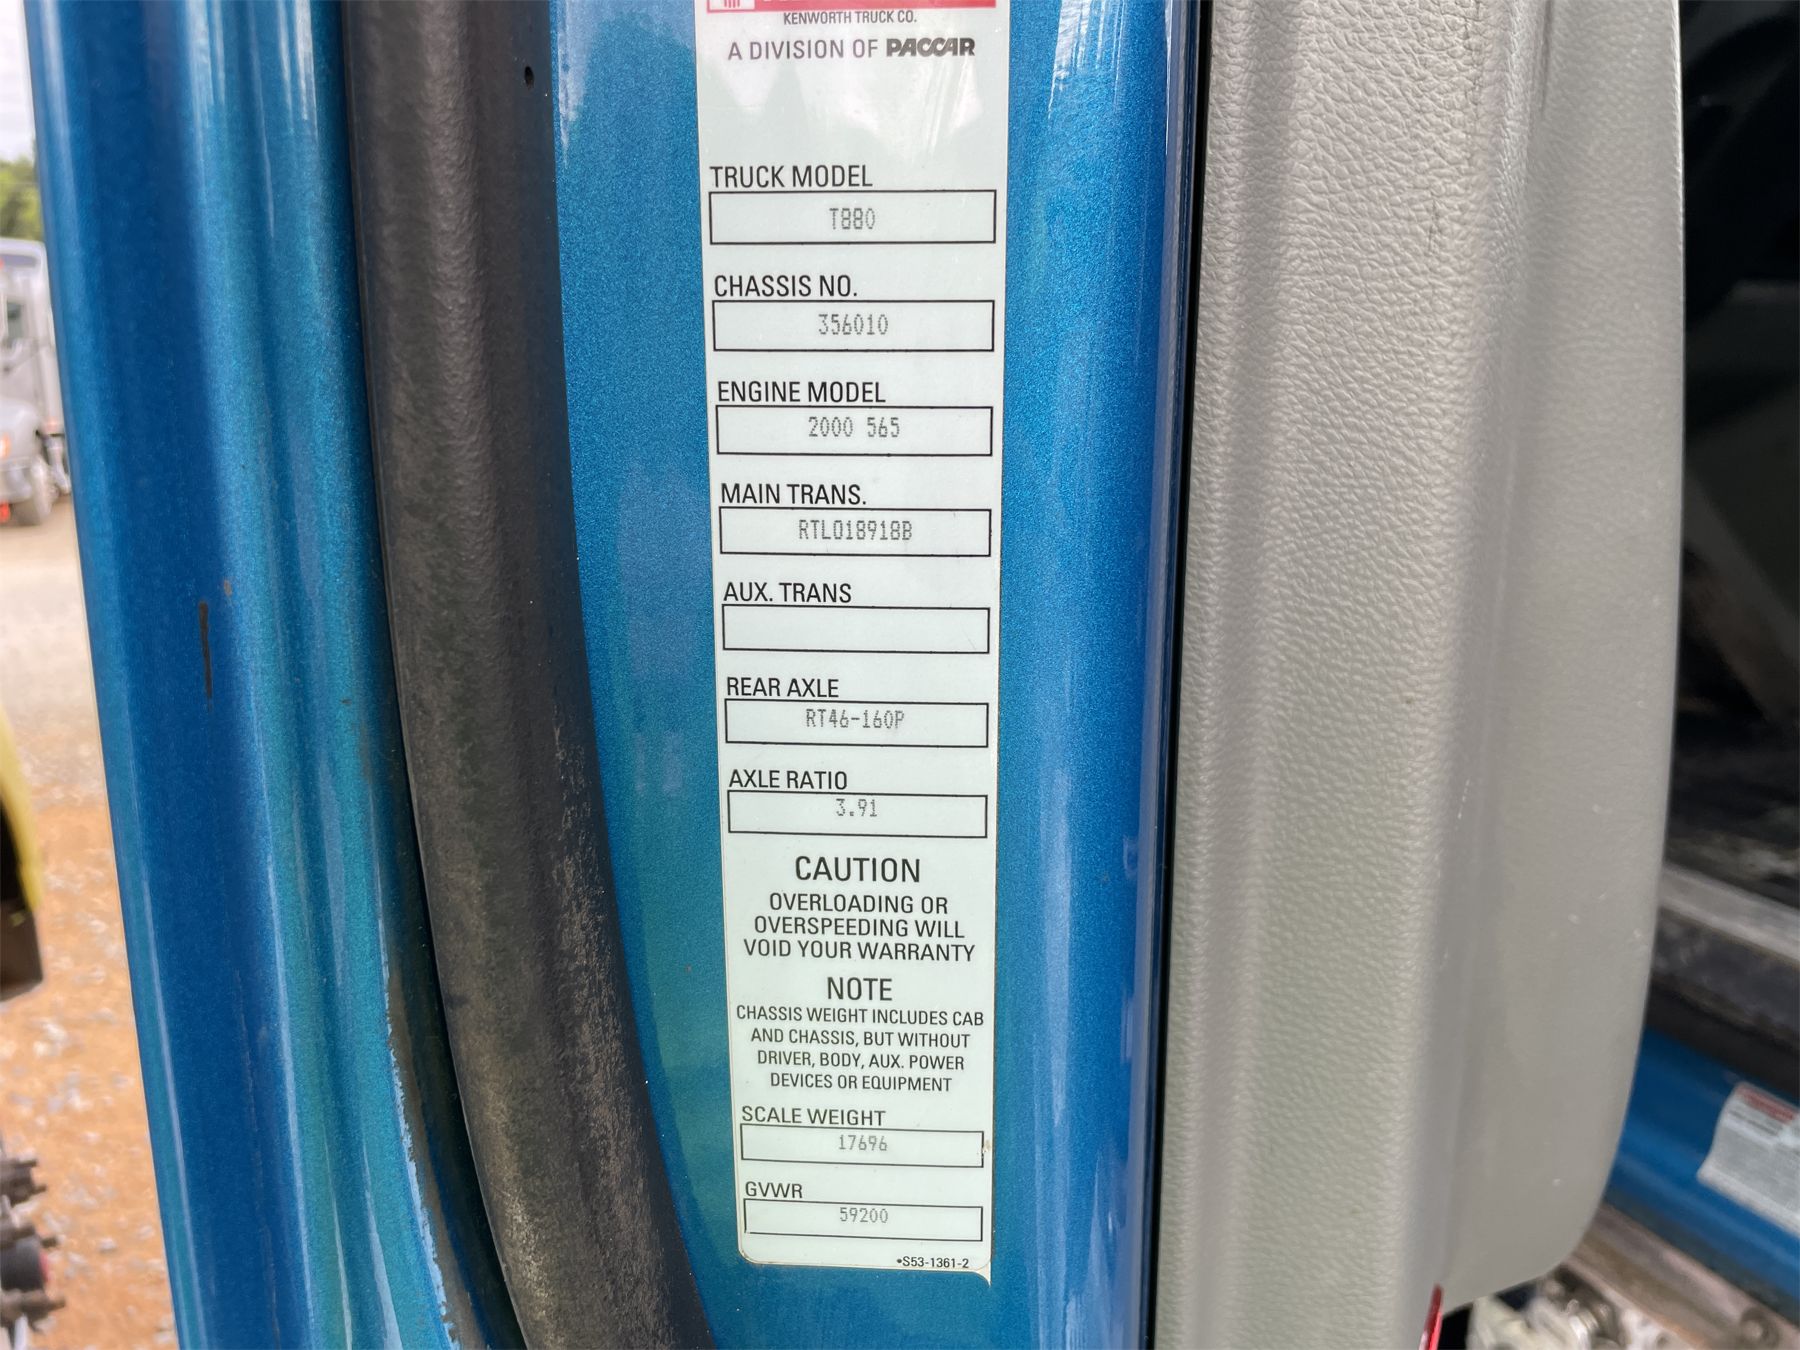 KENWORTH TRUCK CO.
A DIVISION OF PACCAR
TRUCK MODEL
T880
CHASSIS NO.
356010
ENGINE MODEL
2000 565
MAIN TRANS.
RTLO18918B
AUX. TRANS
REAR AXLE
RT46-160P
AXLE RATIO
3.91
CAUTION
OVERLOADING OR
OVERSPEEDING WILL
VOID YOUR WARRANTY
NOTE
CHASSIS WEIGHT INCLUDES CAB
AND CHASSIS, BUT WITHOUT
DRIVER, BODY, AUX. POWER
DEVICES OR EQUIPMENT
SCALE WEIGHT
17696
GVWR
59200
•S53-1361-2